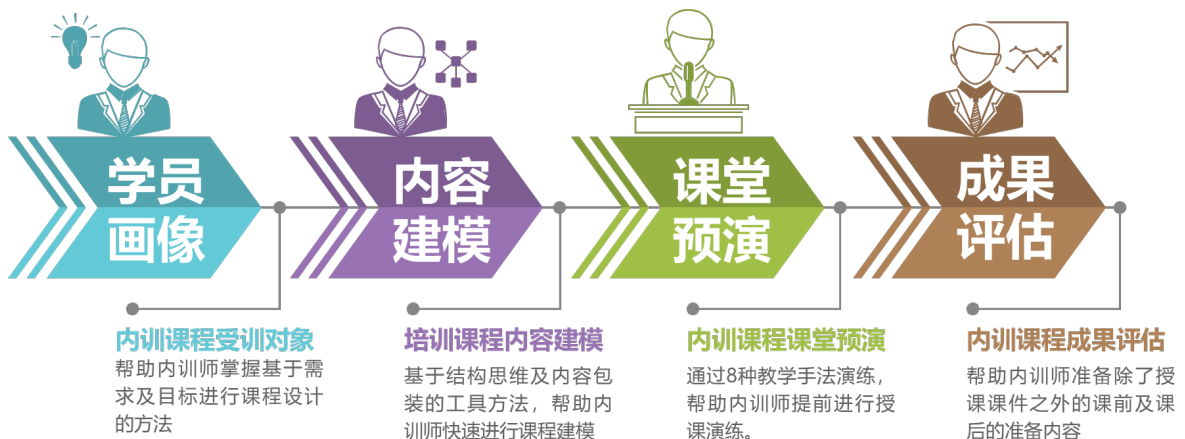 学员
画像
内容
建模
课堂
预演
成果
评估
内训课程受训对象
帮助内训师掌握基于需
求及目标进行课程设计
的方法
培训课程内容建模
基于结构思维及内容包
装的工具方法，帮助内
训师快速进行课程建模
内训课程课堂预演
通过8种教学手法演练，
帮助内训师提前进行授
课演练。
内训课程成果评估
帮助内训师准备除了授
课课件之外的课前及课
后的准备内容